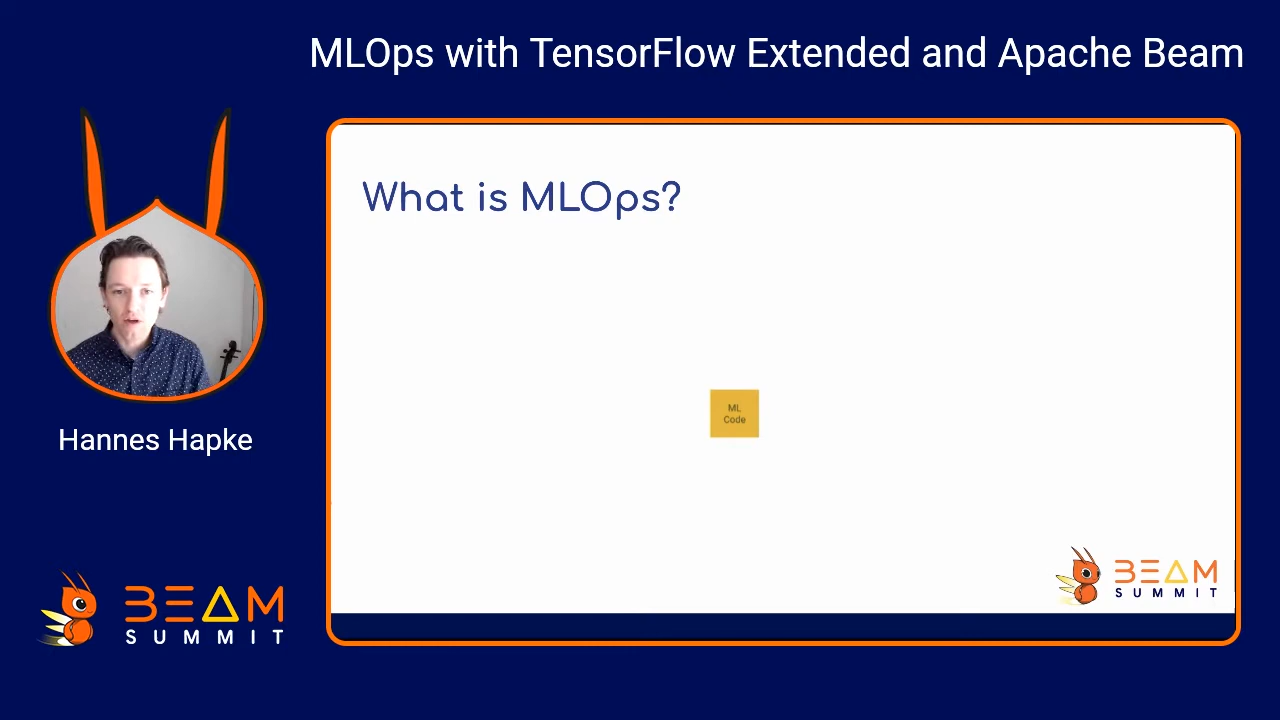 MLOps with TensorFlow Extended and Apache Beam
What is MLOps?
ML
Code
Hannes Hapke
BEAM
SUMMIT
BEAM
SUMMIT